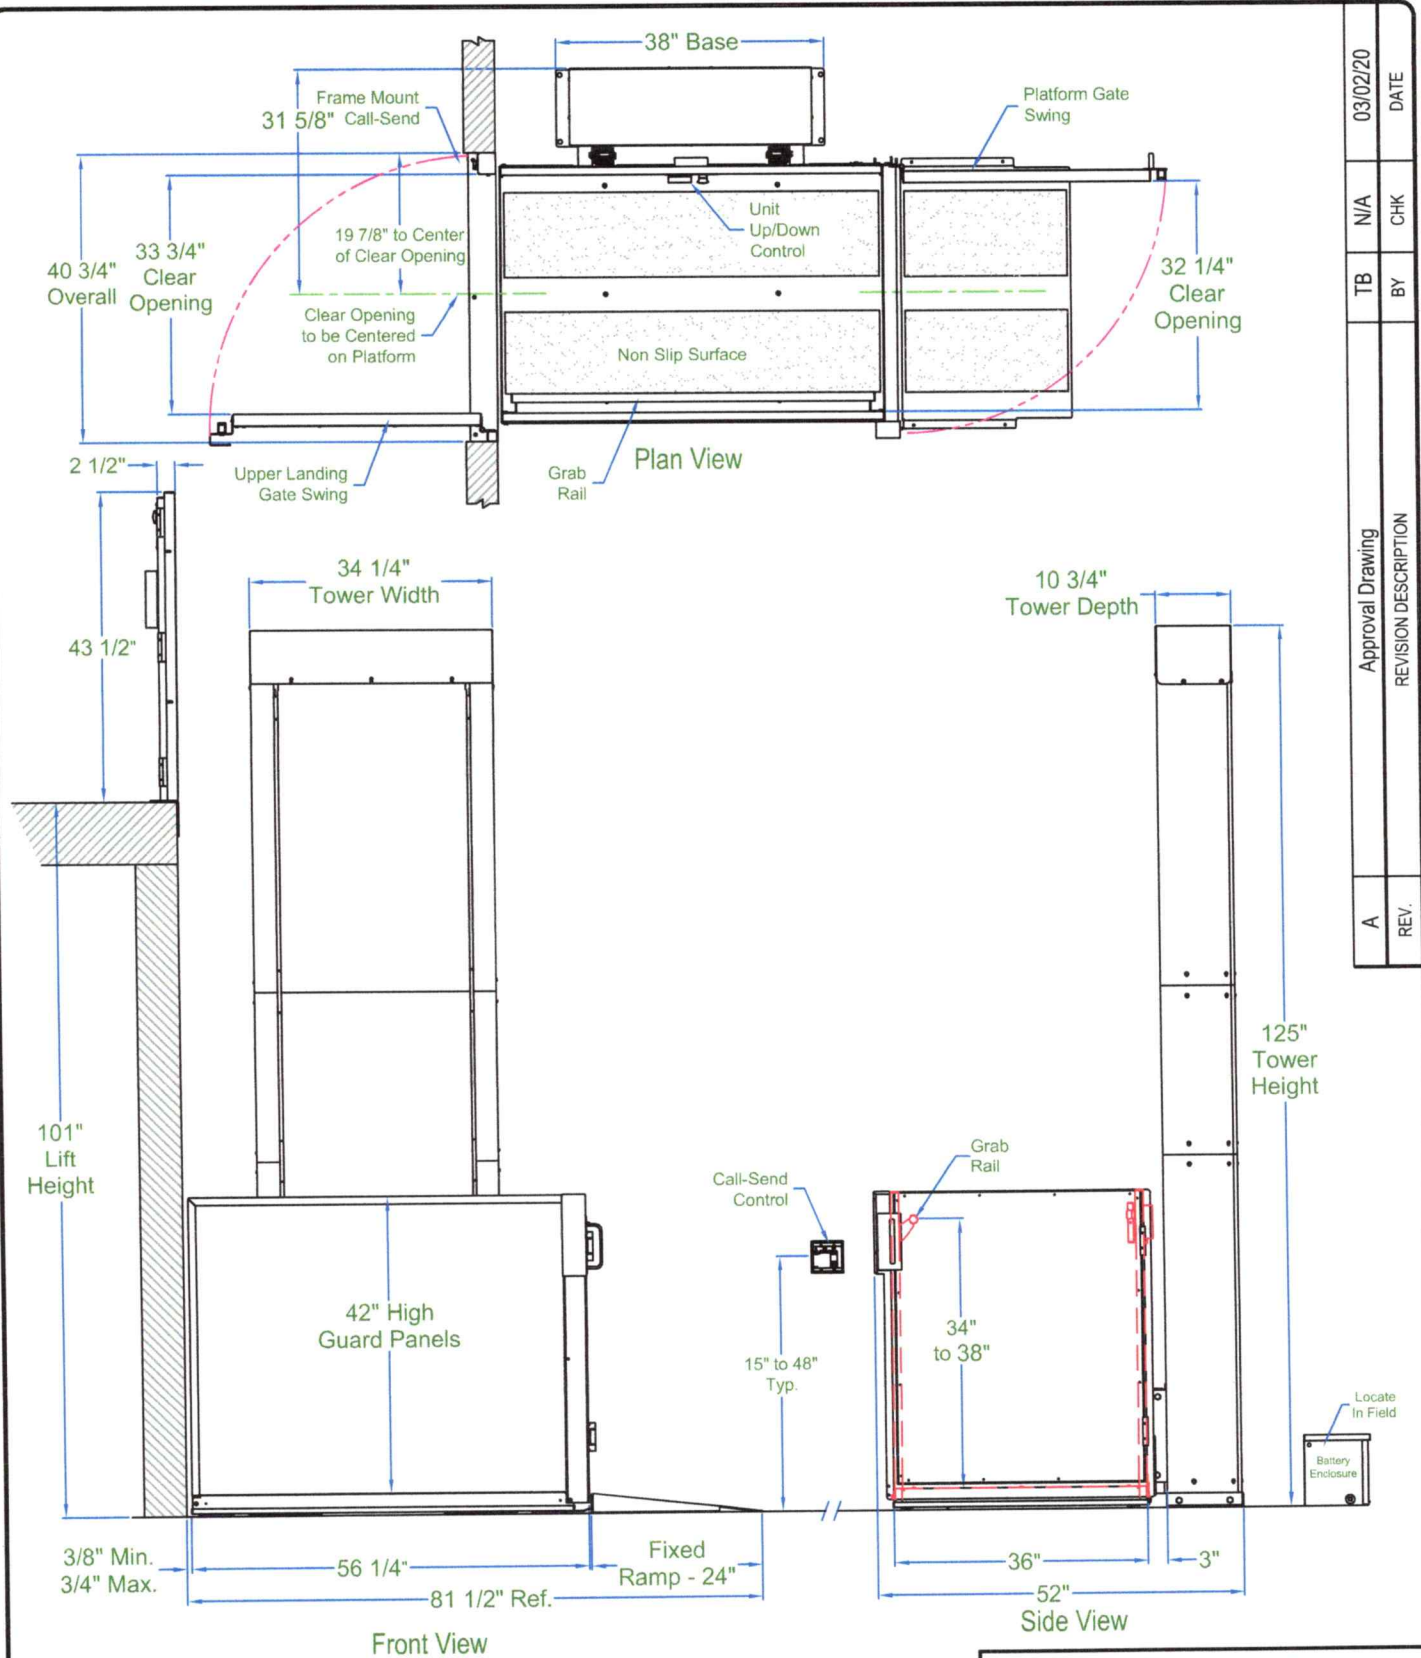 38" Base
Frame Mount
Call-Send
31 5/8"
Platform Gate
Swing
19 7/8" to Center
of Clear Opening
Unit
Up/Down
Control
33 3/4"
Clear
Opening
40 3/4"
Overall
32 1/4"
Clear
Opening
Clear Opening
to be Centered
on Platform
Non Slip Surface
Upper Landing
Gate Swing
Grab
Rail
Plan View
2 1/2"
43 1/2"
34 1/4"
Tower Width
10 3/4"
Tower Depth
101"
Lift
Height
125"
Tower
Height
Call-Send
Control
Grab
Rail
42" High
Guard Panels
15" to 48"
Typ.
34"
to 38"
Locate
In Field
Battery
Enclosure
3/8" Min.
3/4" Max.
56 1/4"
Fixed
Ramp - 24"
81 1/2" Ref.
36"
3"
52"
Front View
Side View
A Approval Drawing TB N/A 03/02/20
REV. REVISION DESCRIPTION BY CHK DATE